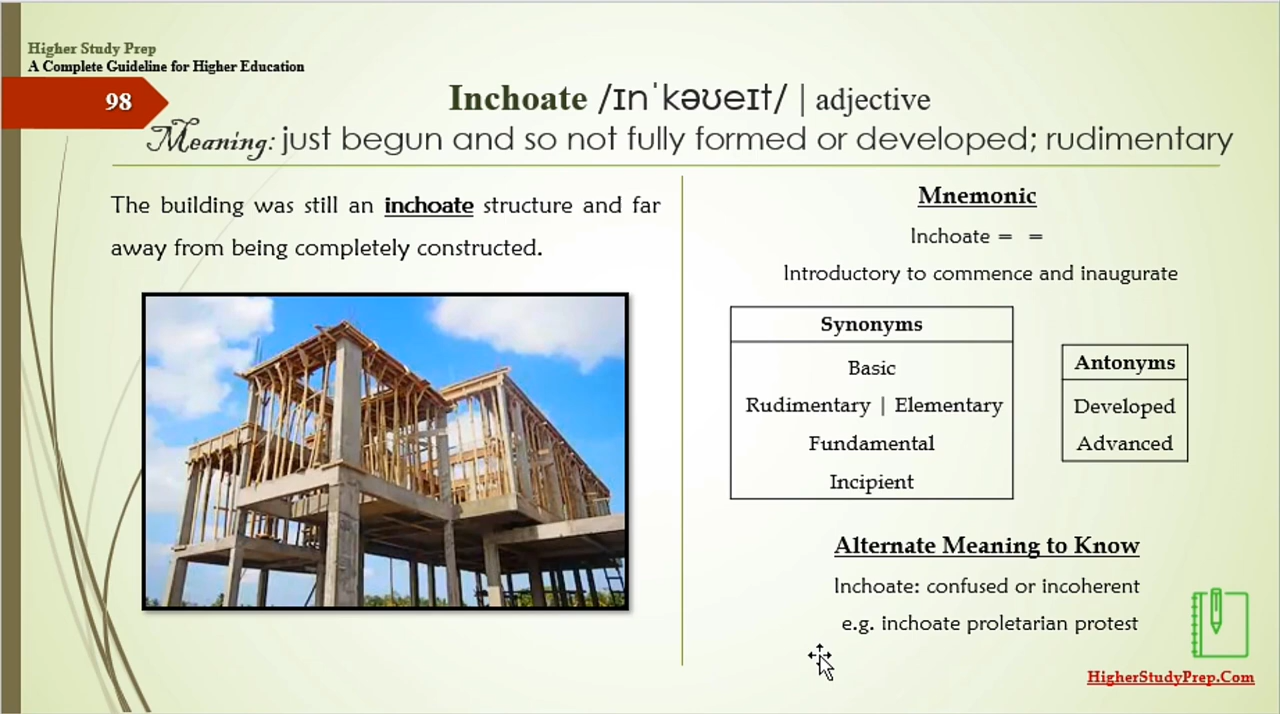 Higher Study Prep
A Complete Guideline for Higher Education
98
Inchoate /ɪnˈkəʊeɪt/ | adjective
Meaning: just begun and so not fully formed or developed; rudimentary
The building was still an inchoate structure and far
away from being completely constructed.
Mnemonic
Inchoate = =
Introductory to commence and inaugurate
Synonyms
Basic
Rudimentary | Elementary
Fundamental
Incipient
Antonyms
Developed
Advanced
Alternate Meaning to Know
Inchoate: confused or incoherent
e.g. inchoate proletarian protest
HigherStudyPrep.Com